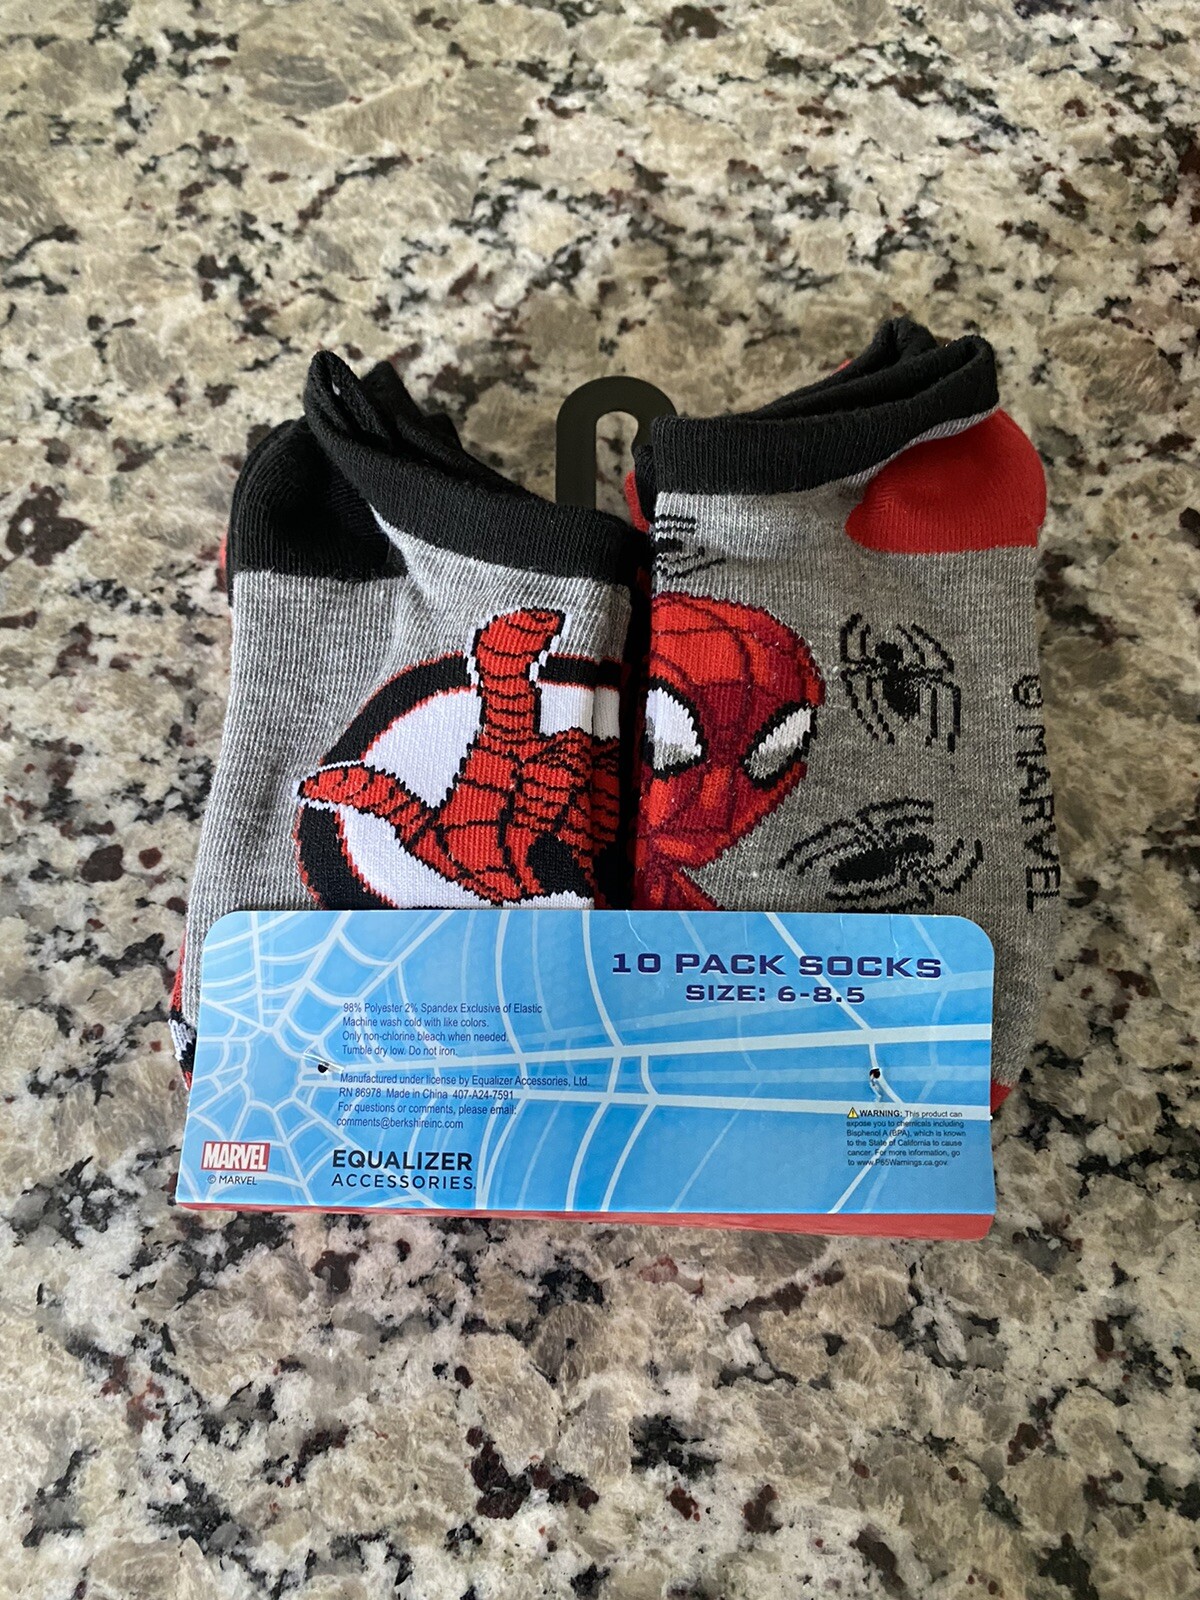 © MARVEL
10 PACK SOCKS
SIZE: 6-8.5
98% Polyester 2% Spandex Exclusive of Elastic
Machine wash cold with like colors.
Only non-chlorine bleach when needed.
Tumble dry low. Do not iron.
Manufactured under license by Equalizer Accessories, Ltd.
RN 86978 Made in China 407-A24-7591
For questions or comments, please email:
comments@berkshireinc.com
MARVEL
© MARVEL
EQUALIZER
ACCESSORIES.
WARNING: This product can
expose you to chemicals including
Bisphenol A (BPA), which is known
to the State of California to cause
cancer. For more information, go
to www.P65Warnings.ca.gov